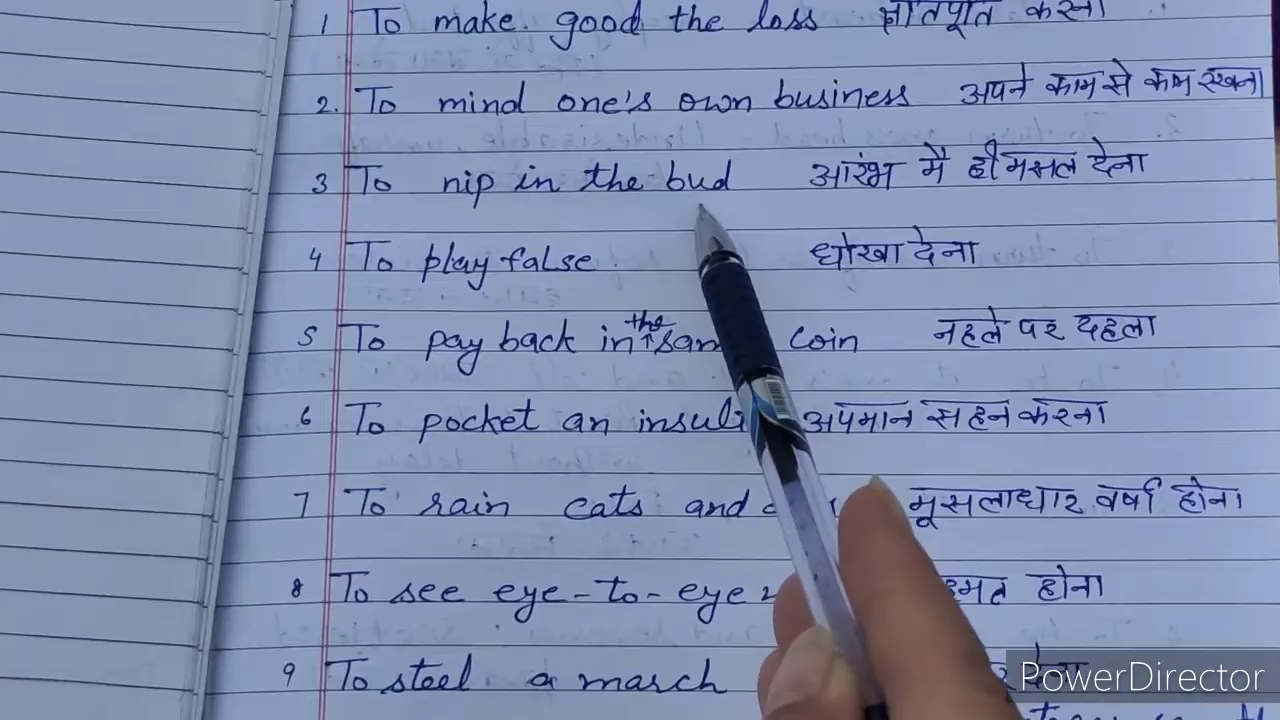 1 To make good the loss क्षतिपूर्ति करना
2. To mind one's own business अपने काम से काम रखना
3 To nip in the bud आरंभ में ही मसल देना
4 To play false धोखा देना
5 To pay back in the coin नहले पर दहला
6 To pocket an अपमान सहन करना
7 To rain cats and मूसलाधार वर्षा होना
8 To see eye-to-eye होना
9 To steel a march
PowerDirector